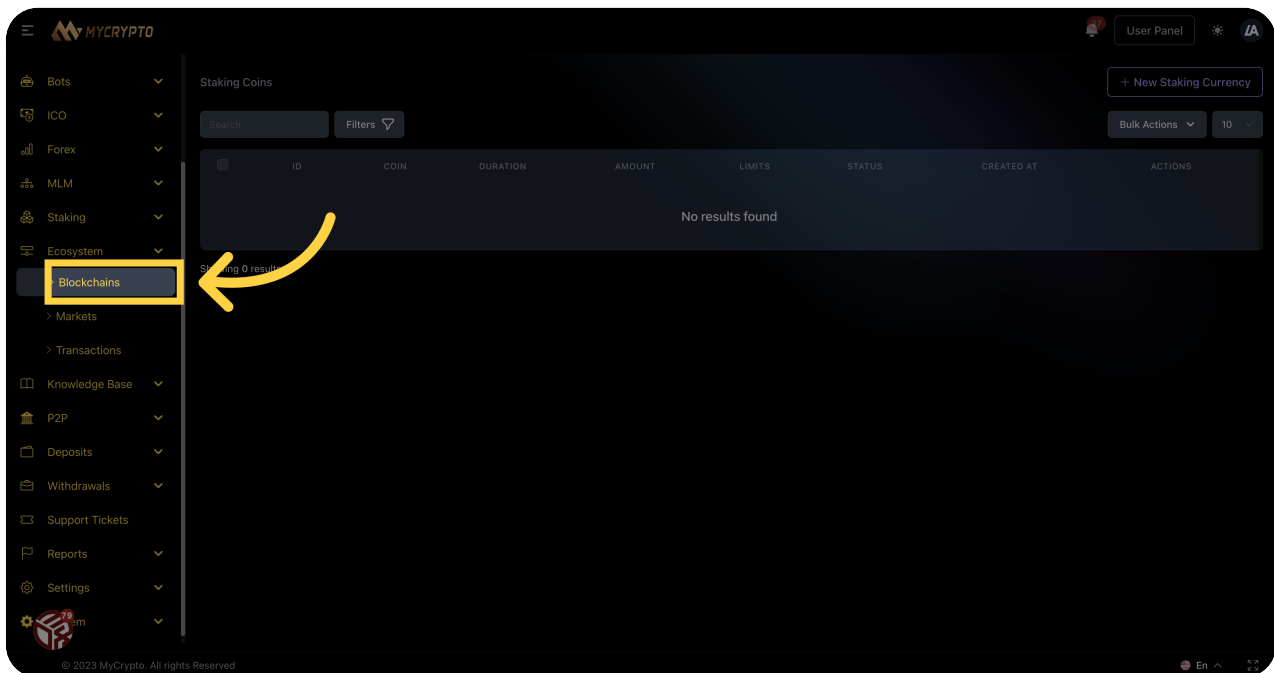 MYCRYPTO
User Panel
Bots
ICO
Forex
MLM
Staking
Ecosystem
Blockchains
Markets
Transactions
Knowledge Base
P2P
Deposits
Withdrawals
Support Tickets
Reports
Settings
79
Staking Coins
+ New Staking Currency
Search
Filters
Bulk Actions
10
ID COIN DURATION AMOUNT LIMITS STATUS CREATED AT ACTIONS
No results found
0 results
© 2023 MyCrypto. All rights Reserved
En